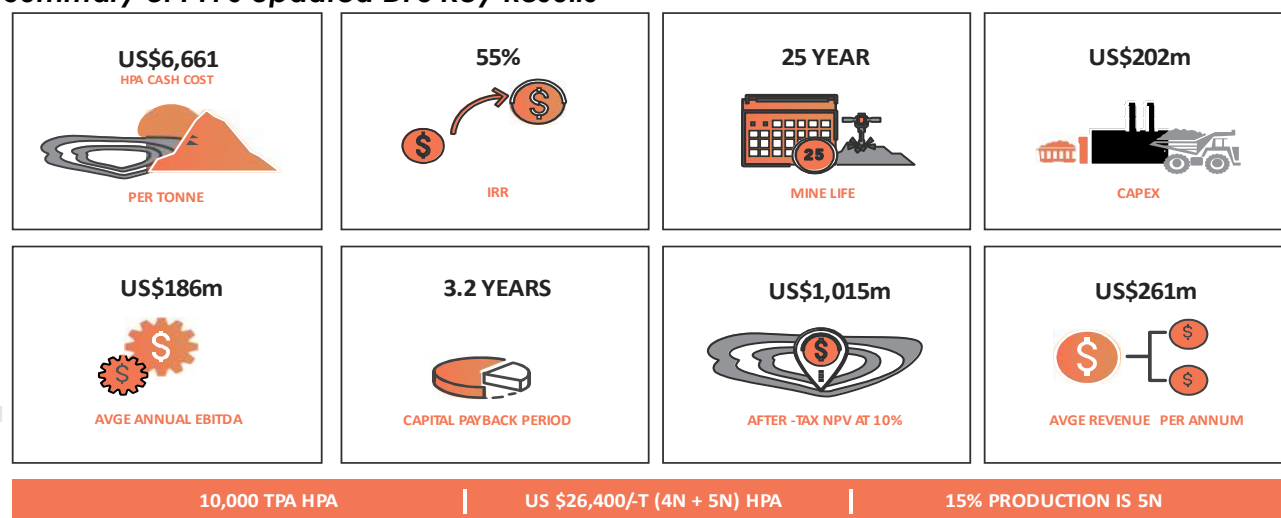 US$6,661
HPA CASH COST
PER TONNE
55%
IRR
25 YEAR
25
MINE LIFE
US$202m
CAPEX
US$186m
AVGE ANNUAL EBITDA
3.2 YEARS
CAPITAL PAYBACK PERIOD
US$1,015m
AFTER -TAX NPV AT 10%
US$261m
AVGE REVENUE PER ANNUM
10,000 TPA HPA
US $26,400/-T (4N + 5N) HPA
15% PRODUCTION IS 5N